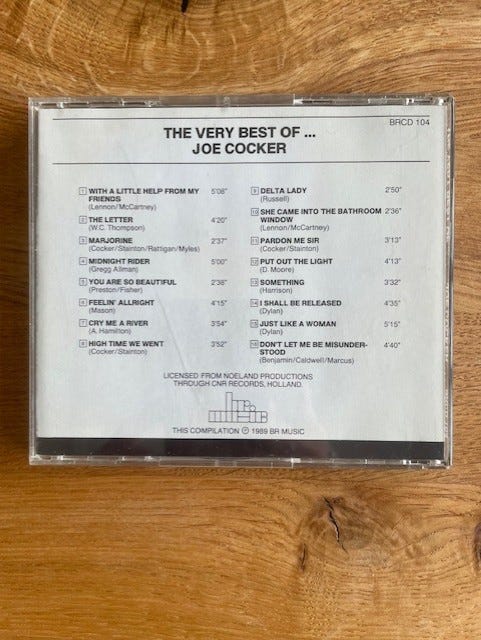 BRCD 104
THE VERY BEST OF ...
JOE COCKER
1 WITH A LITTLE HELP FROM MY 5'08"
FRIENDS
(Lennon/McCartney)
2 THE LETTER 4'20"
(W.C. Thompson)
3 MARJORINE 2'37"
(Cocker/Stainton/Rattigan/Myles)
4 MIDNIGHT RIDER 5'00"
(Gregg Allman)
5 YOU ARE SO BEAUTIFUL 2'38"
(Preston/Fisher)
6 FEELIN' ALLRIGHT 4'15"
(Mason)
7 CRY ME A RIVER 3'54"
(A. Hamilton)
8 HIGH TIME WE WENT 3'52"
(Cocker/Stainton)
9 DELTA LADY 2'50"
(Russell)
10 SHE CAME INTO THE BATHROOM 2'36"
WINDOW
(Lennon/McCartney)
11 PARDON ME SIR 3'13"
(Cocker/Stainton)
12 PUT OUT THE LIGHT 4'13"
(D. Moore)
13 SOMETHING 3'32"
(Harrison)
14 I SHALL BE RELEASED 4'35"
(Dylan)
15 JUST LIKE A WOMAN 5'15"
(Dylan)
16 DON'T LET ME BE MISUNDER- 4'40"
STOOD
(Benjamin/Caldwell/Marcus)
LICENSED FROM NOELAND PRODUCTIONS
THROUGH CNR RECORDS, HOLLAND.
br music
THIS COMPILATION ℗ 1989 BR MUSIC